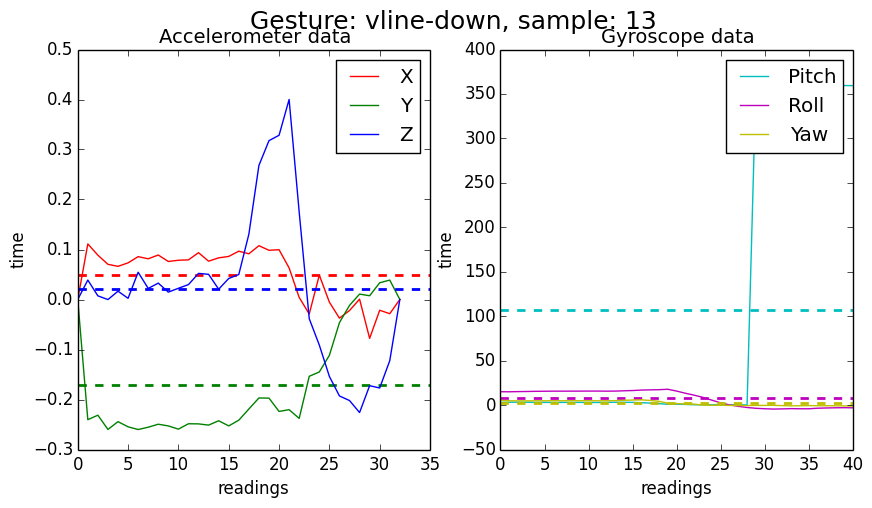 Gesture: vline-down, sample: 13
Accelerometer data
0.5
0.4
0.3
0.2
0.1
0.0
−0.1
−0.2
−0.3
time
0 5 10 15 20 25 30 35
readings
X
Y
Z
Gyroscope data
400
350
300
250
200
150
100
50
0
−50
time
0 5 10 15 20 25 30 35 40
readings
Pitch
Roll
Yaw